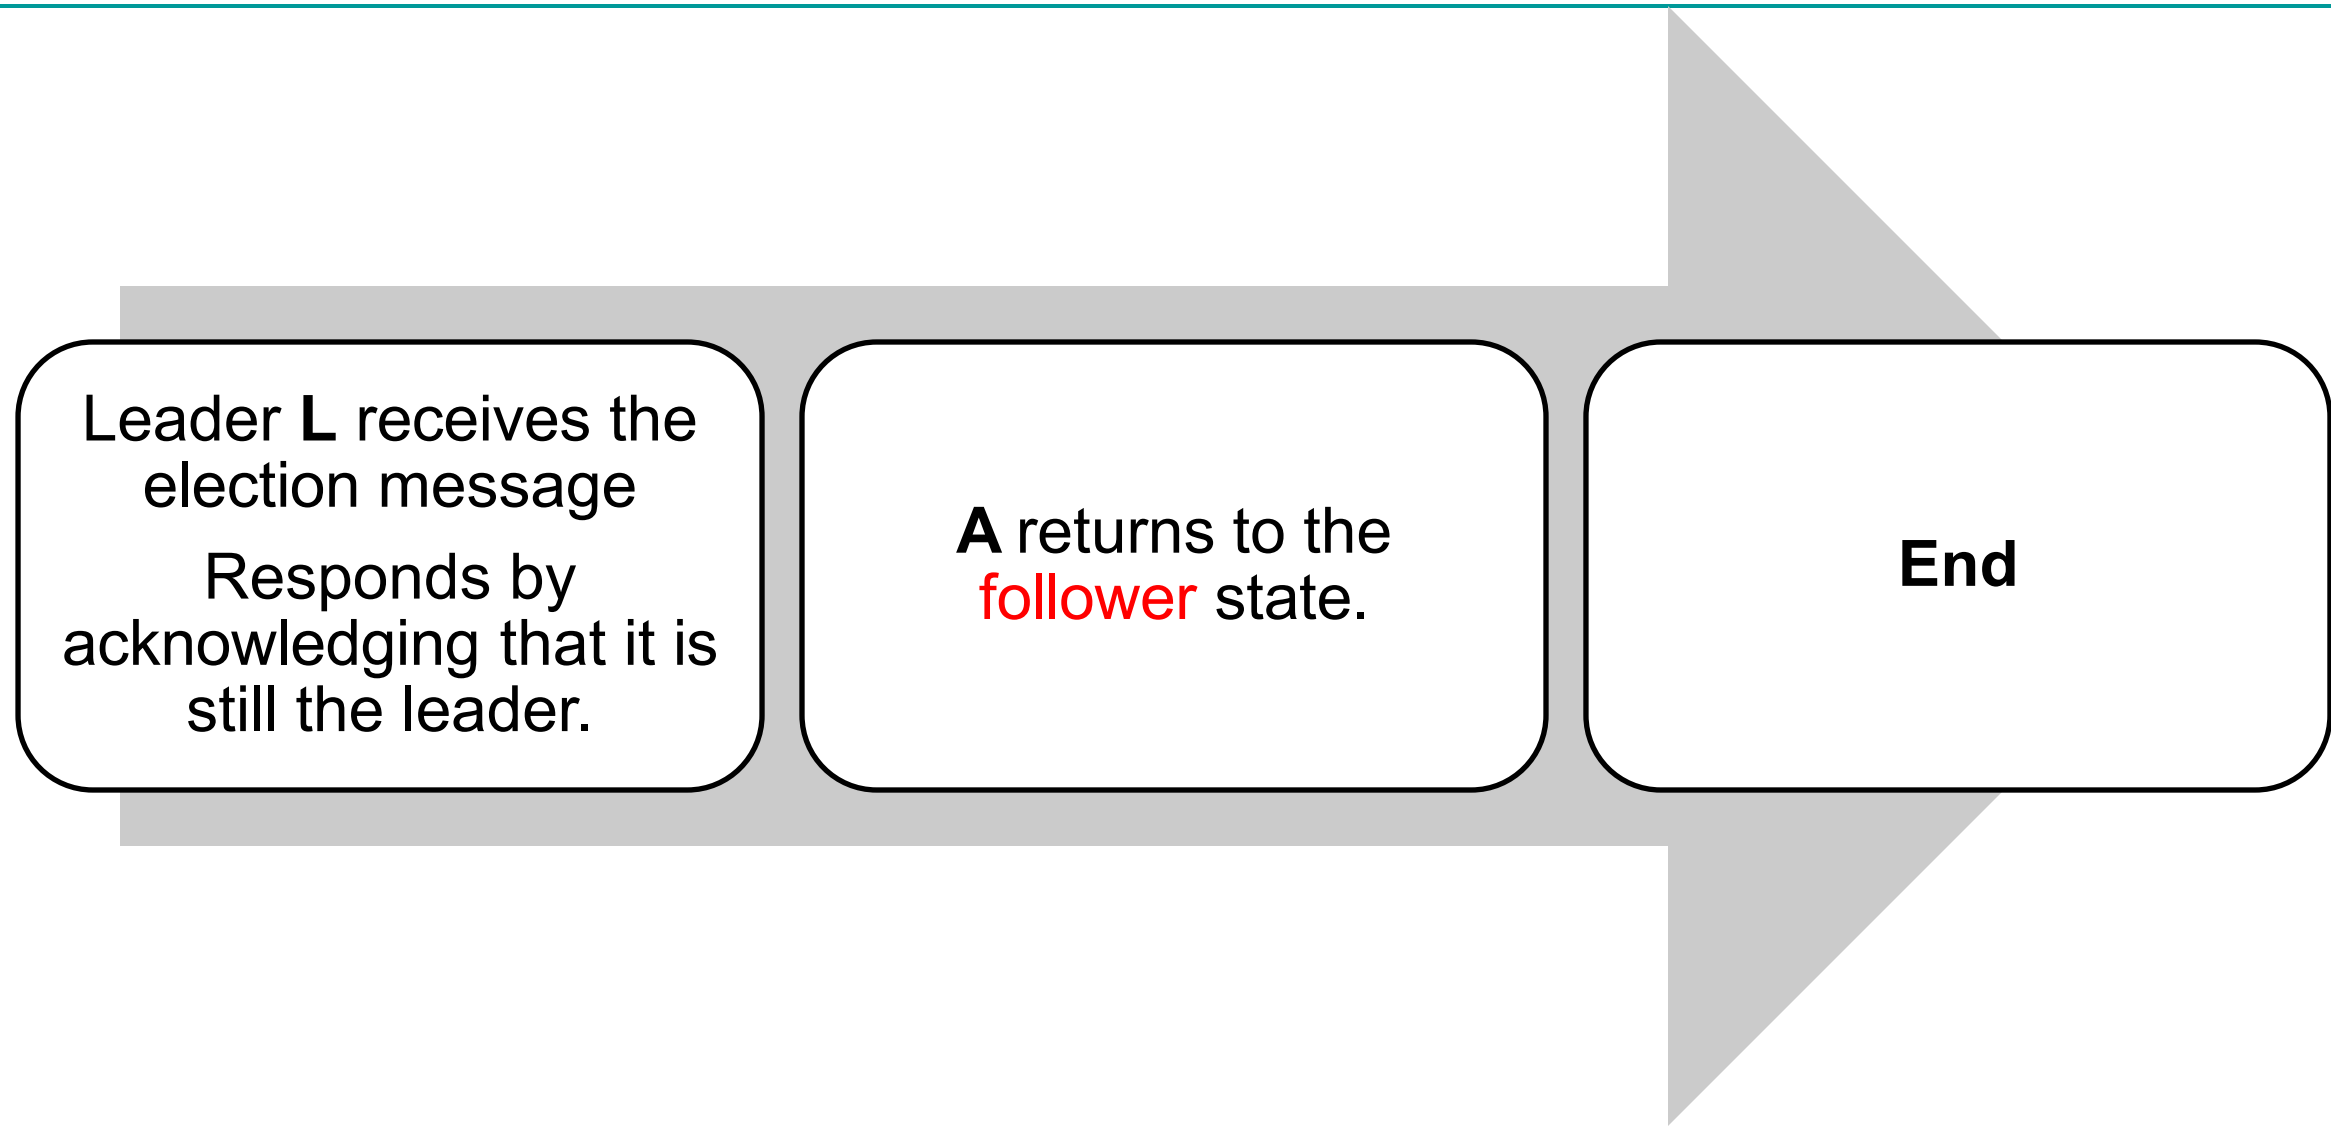 Leader L receives the
election message
Responds by
acknowledging that it is
still the leader.
A returns to the
follower state.
End